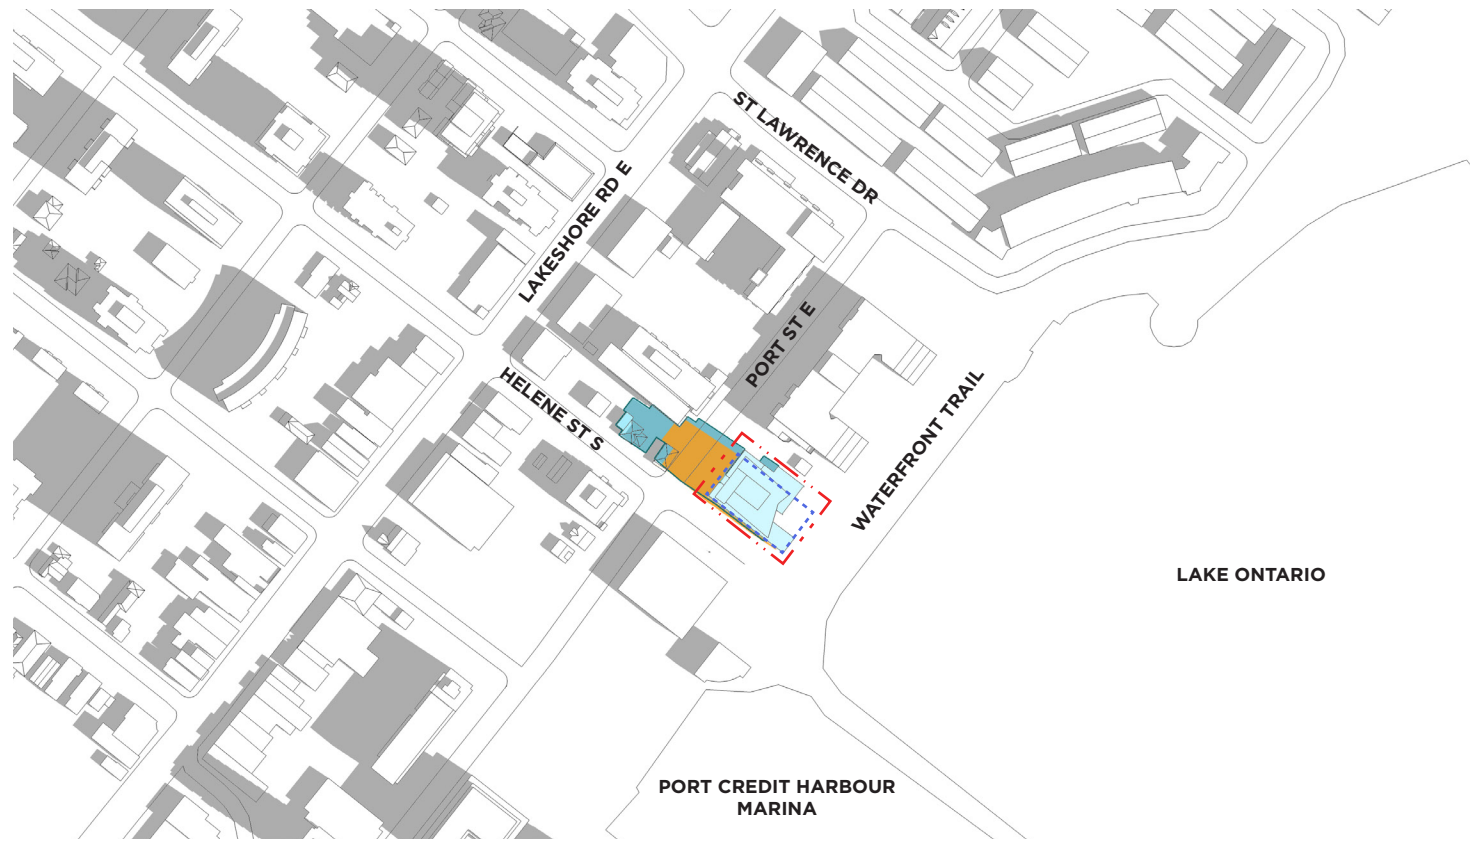 ST LAWRENCE DR
LAKESHORE RD E
PORT ST E
HELENE ST S
WATERFRONT TRAIL
LAKE ONTARIO
PORT CREDIT HARBOUR
MARINA